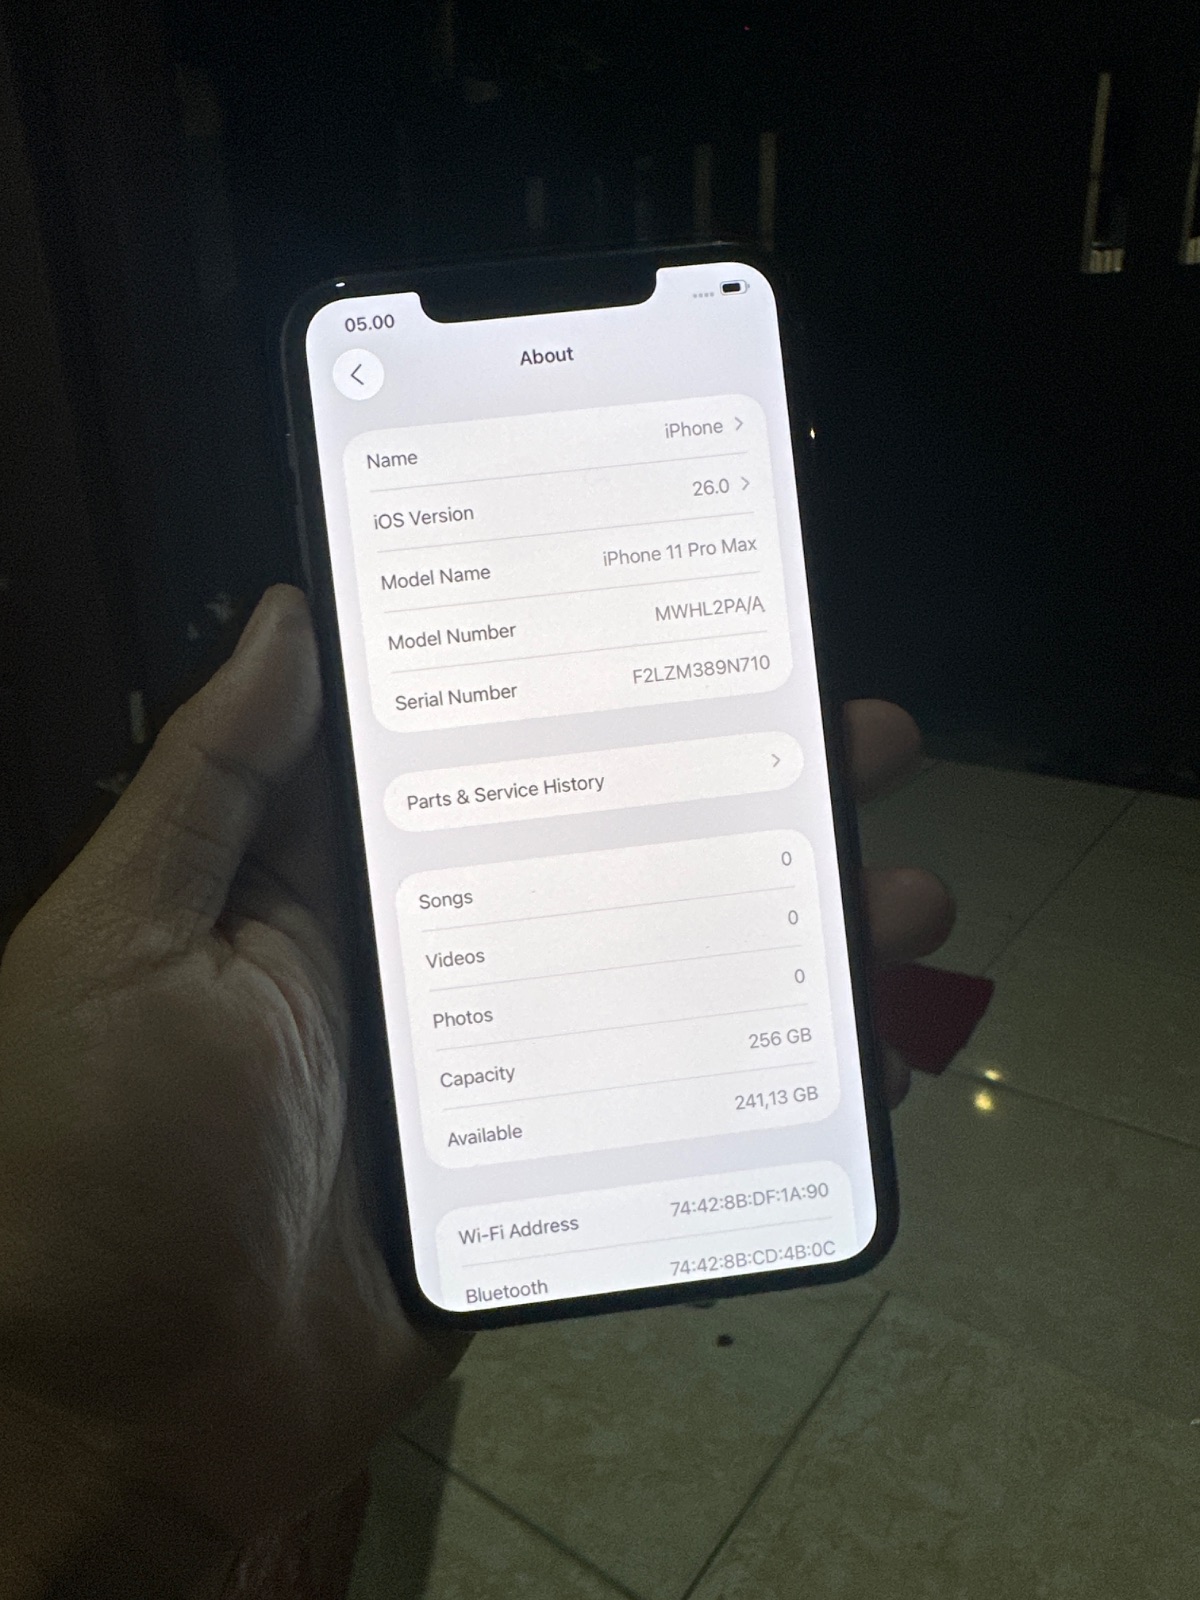 05.00
About
Name iPhone
iOS Version 26.0
Model Name iPhone 11 Pro Max
Model Number MWHL2PA/A
Serial Number F2LZM389N710
Parts & Service History
Songs 0
Videos 0
Photos 0
Capacity 256 GB
Available 241,13 GB
Wi-Fi Address 74:42:8B:DF:1A:90
Bluetooth 74:42:8B:CD:4B:0C